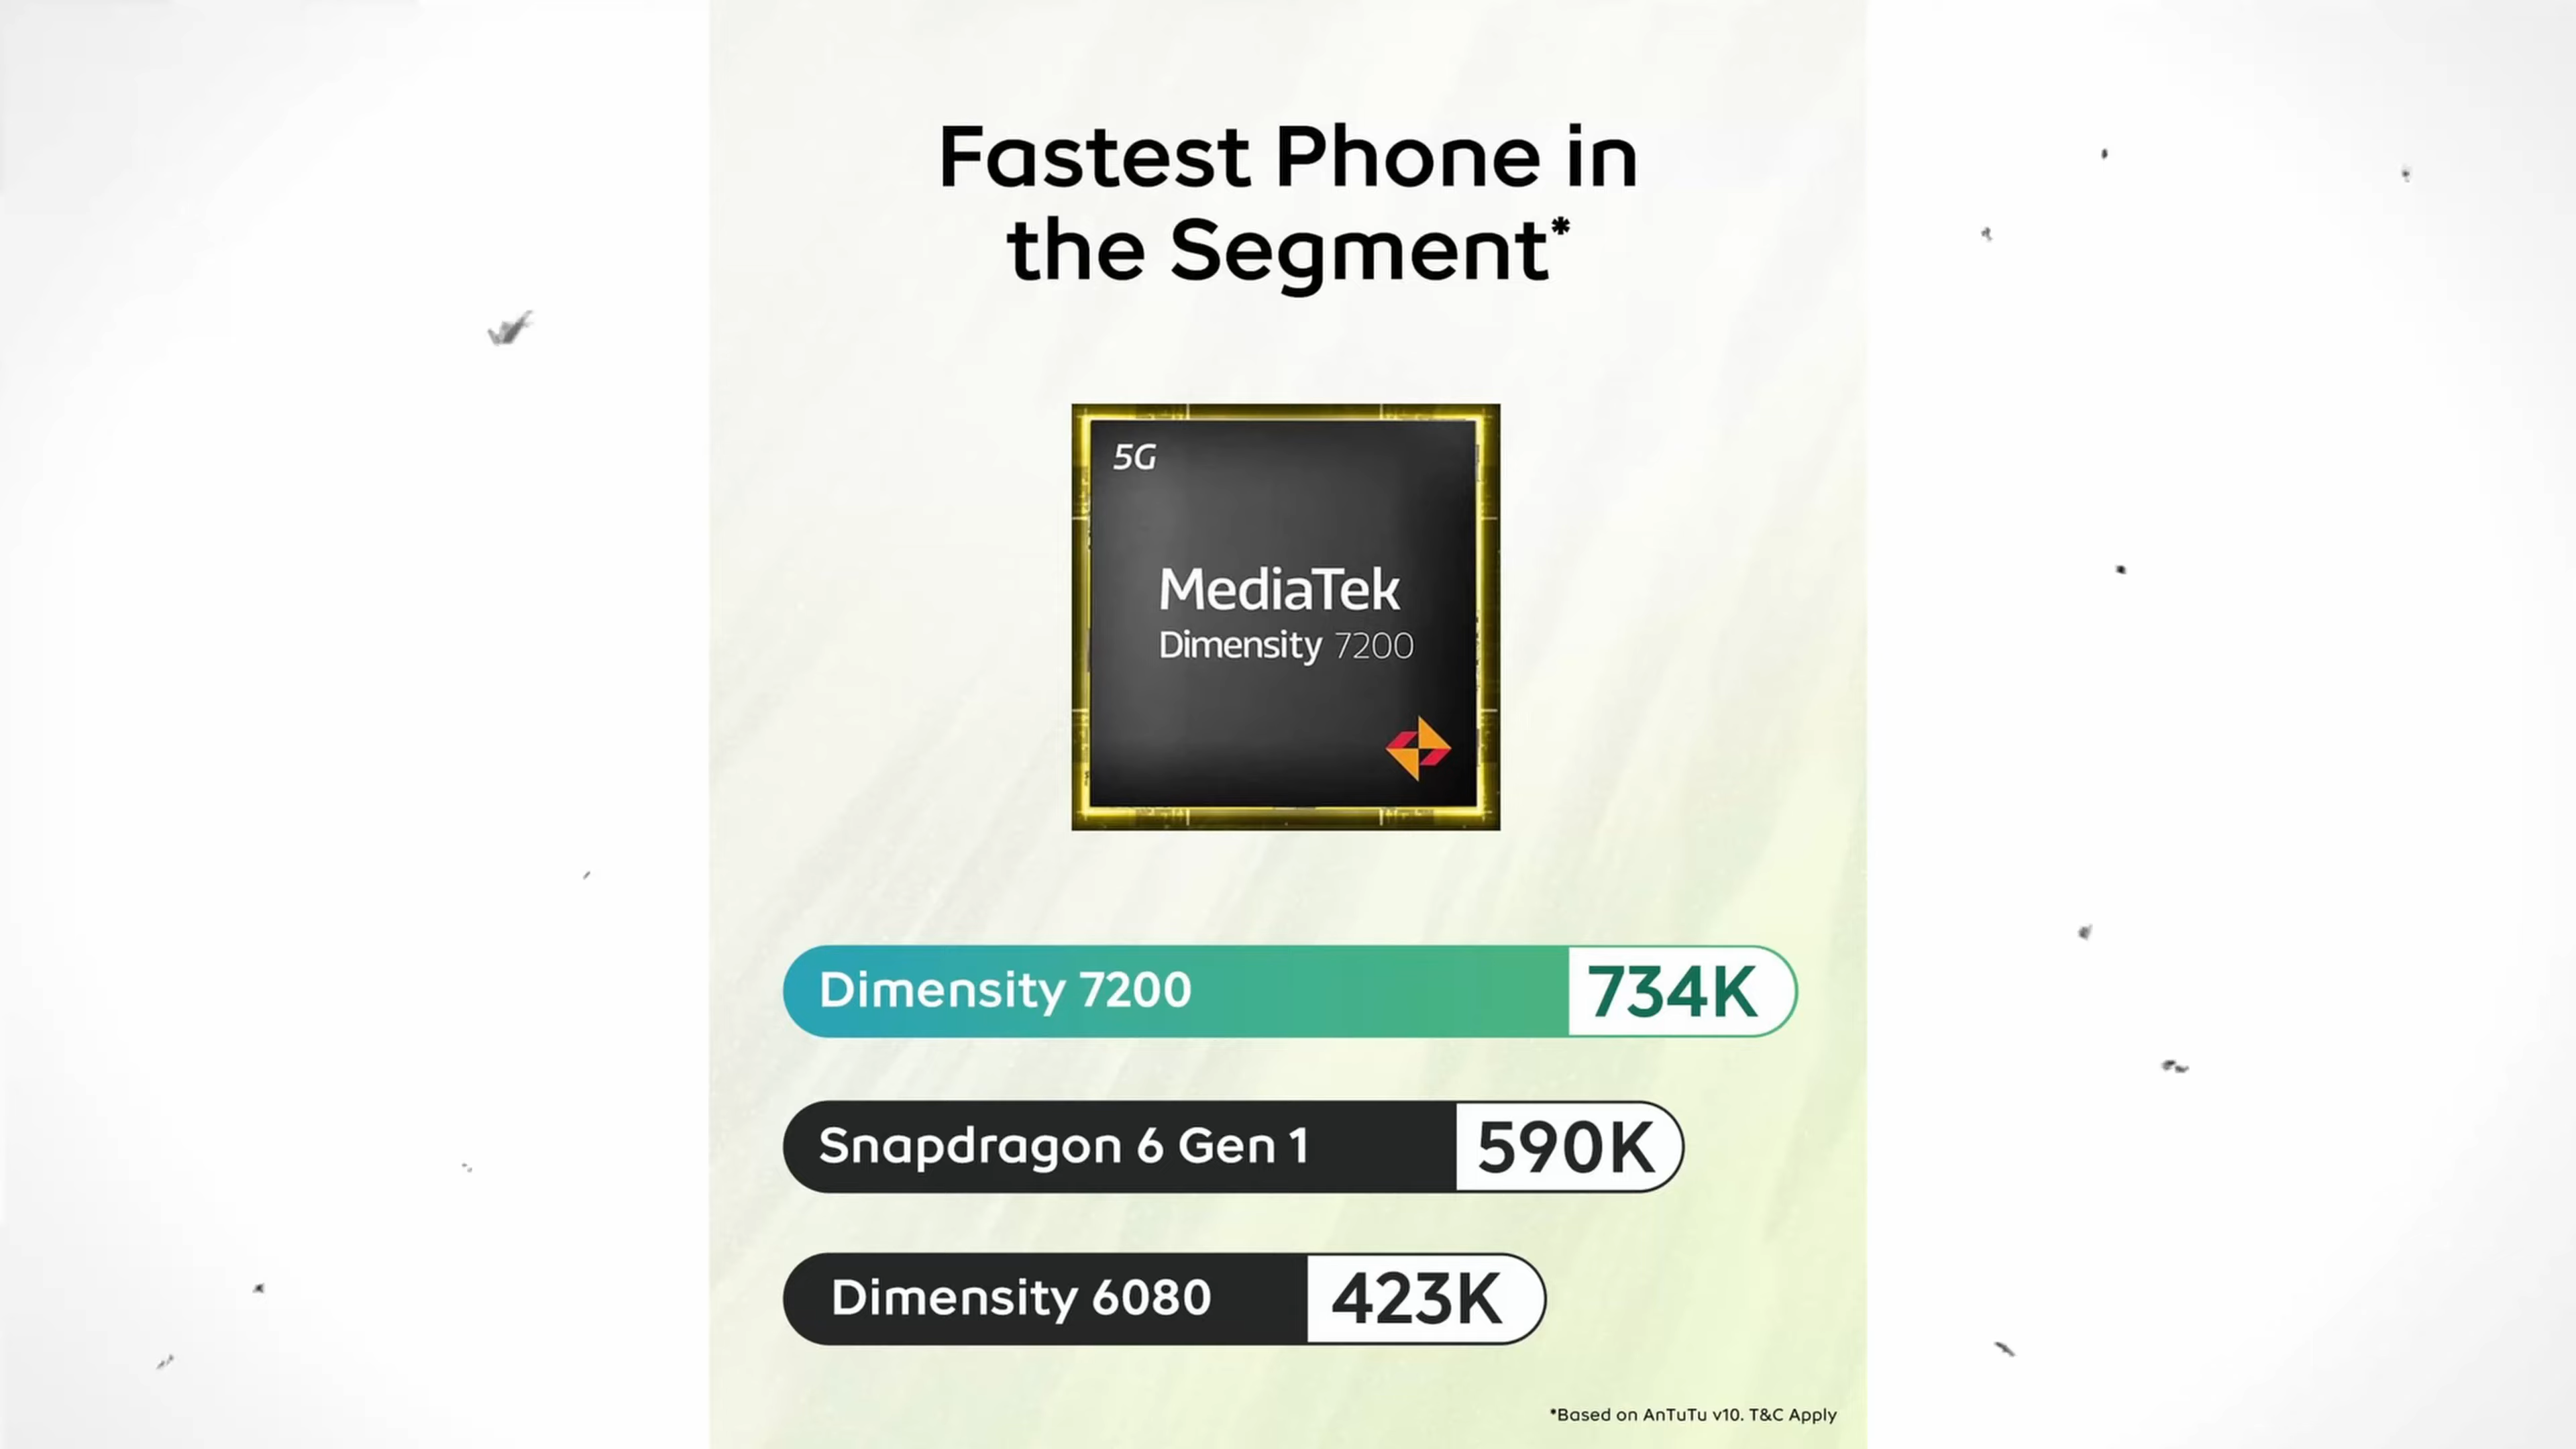 Fastest Phone in
the Segment*
5G
MediaTek
Dimensity 7200
Dimensity 7200 734K
Snapdragon 6 Gen 1 590K
Dimensity 6080 423K
*Based on AnTuTu v10. T&C Apply